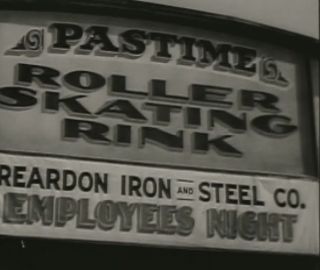 PASTIME
ROLLER
SKATING
RINK
REARDON IRON AND STEEL CO.
EMPLOYEES NIGHT